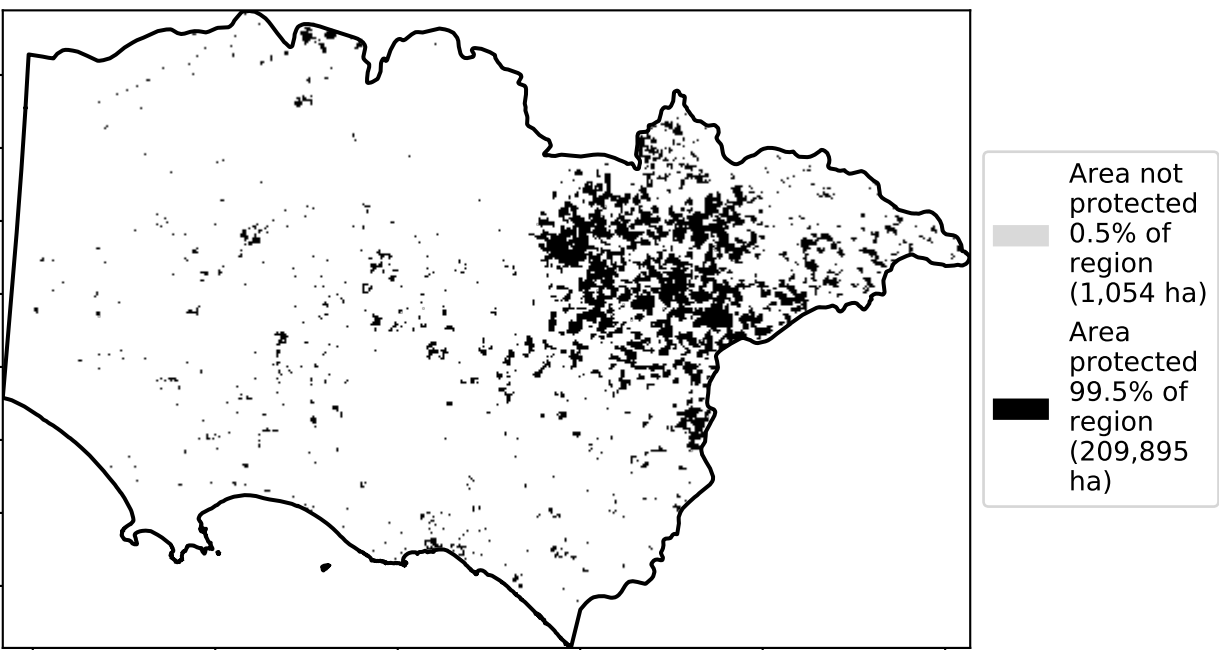 Area not
protected
0.5% of
region
(1,054 ha)
Area
protected
99.5% of
region
(209,895
ha)